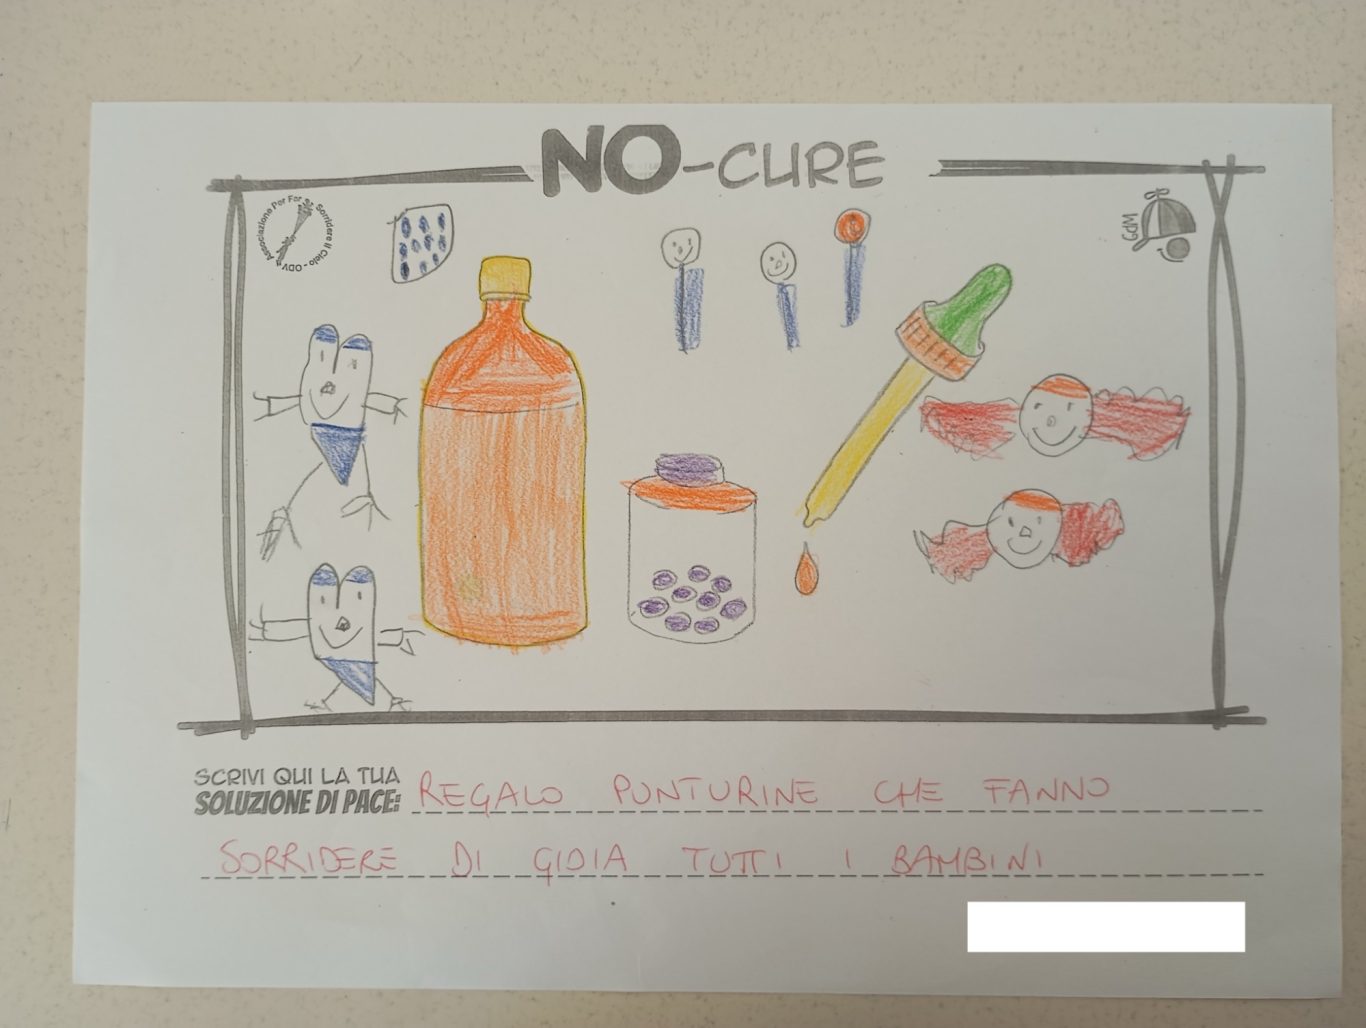 NO-CURE
Associazione Per Far Sorridere Il Cielo - ODV
GdM
SCRIVI QUI LA TUA
SOLUZIONE DI PACE: REGALO PUNTURINE CHE FANNO
SORRIDERE DI GIOIA TUTTI I BAMBINI